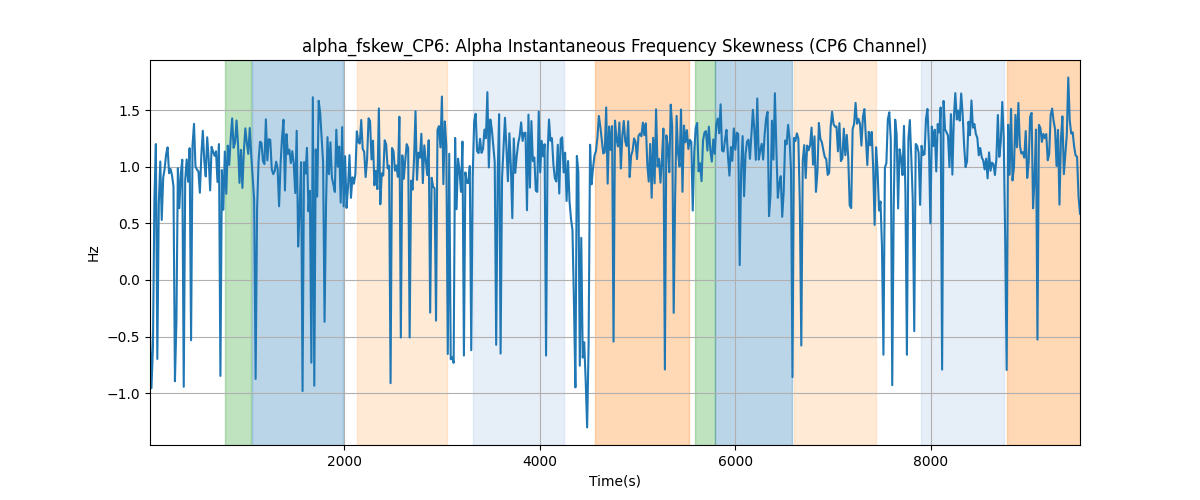 alpha_fskew_CP6: Alpha Instantaneous Frequency Skewness (CP6 Channel)
1.5
1.0
0.5
0.0
−0.5
−1.0
Hz
2000 4000 6000 8000
Time(s)